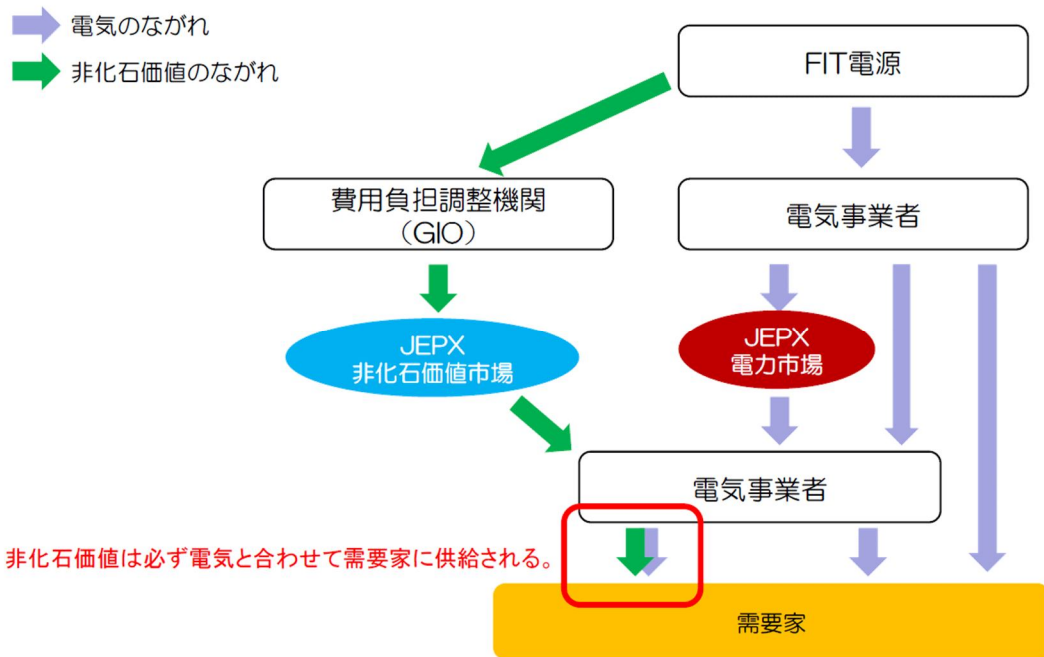 電気のながれ
非化石価値のながれ
FIT電源
費用負担調整機関
（GIO）
電気事業者
JEPX
非化石価値市場
JEPX
電力市場
電気事業者
非化石価値は必ず電気と合わせて需要家に供給される。
需要家